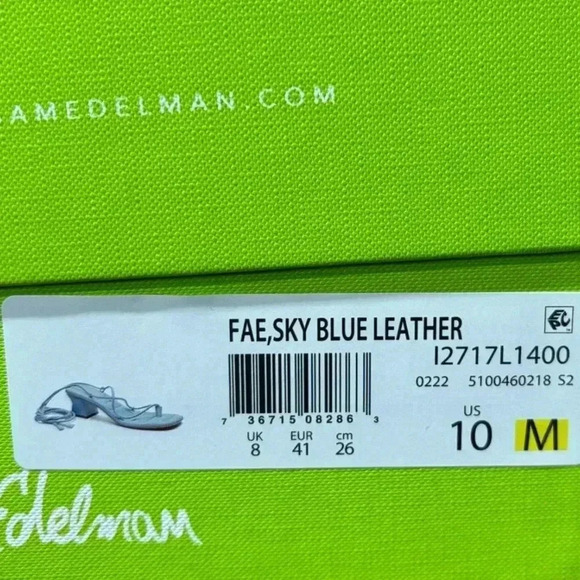 AMEDELMAN.COM
FAE,SKY BLUE LEATHER
I2717L1400
0222 5100460218 S2
7 36715 08286 3
UK EUR cm
8 41 26
US
10 M
Edelman